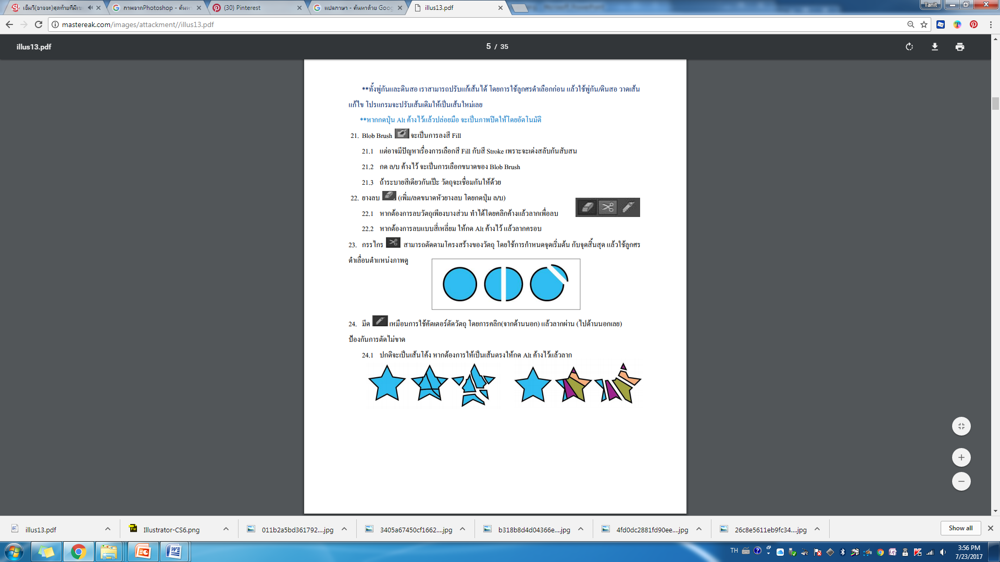 เจ็มวิ(อาจจะ)สุดท้ายที่มีเซเ
ภาพจากPhotoshop - ค้นหา
(30) Pinterest
แปลภาษา - ค้นหาด้วย Goog
illus13.pdf
Tanit
mastereak.com/images/attackment//illus13.pdf
illus13.pdf
5 / 35
**ทั้งพู่กันและดินสอ เราสามารถปรับแก้เส้นได้ โดยการใช้ลูกศรดำเลือกก่อน แล้วใช้พู่กัน/ดินสอ วาดเส้น
แก้ไข โปรแกรมจะปรับเส้นเดิมให้เป็นเส้นใหม่เลย
**หากกดปุ่น Alt ค้างไว้แล้วปล่อยมือ จะเป็นภาพปิดให้โดยอัตโนมัติ
21. Blob Brush จะเป็นการลงสี Fill
21.1 แต่อาจมีปัญหาเรื่องการเลือกสี Fill กับสี Stroke เพราะจะเด่งสลับกันสับสน
21.2 กด ล/บ ค้างไว้ จะเป็นการเลือกขนาดของ Blob Brush
21.3 ถ้าระบายสีเดียวกันเป๊ะ วัตถุจะเชื่อมกันให้ด้วย
22. ยางลบ (เพิ่ม/ลดขนาดหัวยางลบ โดยกดปุ่ม ล/บ)
22.1 หากต้องการลบวัตถุเพียงบางส่วน ทำได้โดยคลิกค้างแล้วลากเพื่อลบ
22.2 หากต้องการลบแบบสี่เหลี่ยม ให้กด Alt ค้างไว้ แล้วลากครอบ
23. กรรไกร สามารถตัดตามโครงสร้างของวัตถุ โดยใช้การกำหนดจุดเริ่มต้น กับจุดสิ้นสุด แล้วใช้ลูกศร
ดำเลื่อนตำแหน่งภาพดู
24. มีด เหมือนการใช้คัตเตอร์ตัดวัตถุ โดยการคลิก(จากด้านนอก) แล้วลากผ่าน (ไปด้านนอกเลย)
ป้องกันการตัดไม่ขาด
24.1 ปกติจะเป็นเส้นโค้ง หากต้องการให้เป็นเส้นตรงให้กด Alt ค้างไว้แล้วลาก
illus13.pdf
Illustrator-CS6.png
011b2a5bd361792....jpg
3405a67450cf1662....jpg
b318b8d4d04366e....jpg
4fd0dc2881fd90ee....jpg
26c8e5611eb9fc34....jpg
Show all
TH
3:56 PM
7/23/2017